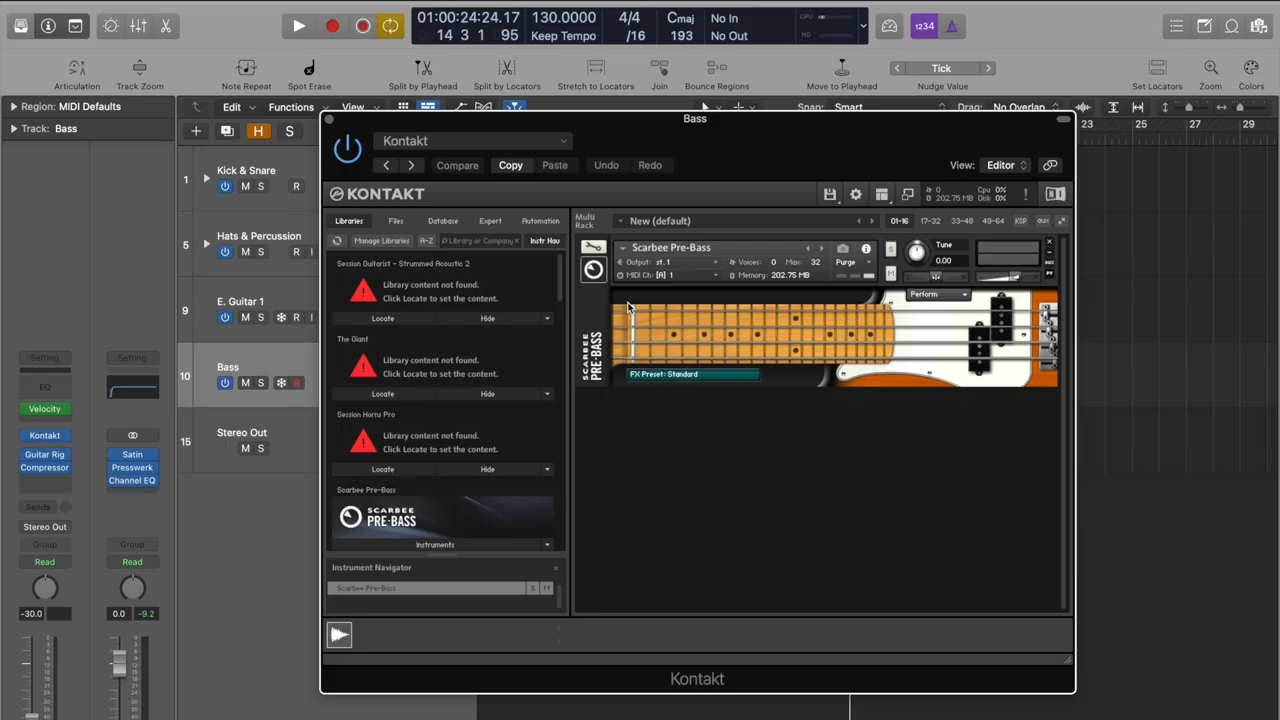 01:00:24:24.17 130.0000 4/4 Cmaj No In CPU
14 3 1 95 Keep Tempo /16 193 No Out HD
1234
Articulation Track Zoom Note Repeat Spot Erase Split by Playhead Split by Locators Stretch to Locators Join Bounce Regions Move to Playhead Tick Nudge Value Set Locators Zoom Colors
Region: MIDI Defaults Edit Functions View Snap: Smart Drag: No Overlap
Track: Bass
H S
Bass
23 25 27 29
Kontakt
Compare Copy Paste Undo Redo View: Editor
1 Kick & Snare
M S R
5 Hats & Percussion
M S R I
9 E. Guitar 1
M S R I
10 Bass
M S
15 Stereo Out
M S
KONTAKT
0 Cpu 0%
202.75 MB Disk 0%
Libraries Files Database Expert Automation
Manage Libraries A-Z Library or Company Instr Nav
Session Guitarist - Strummed Acoustic 2
Library content not found.
Click Locate to set the content.
Locate Hide
The Giant
Library content not found.
Click Locate to set the content.
Locate Hide
Session Horns Pro
Library content not found.
Click Locate to set the content.
Locate Hide
Scarbee Pre-Bass
SCARBEE
PRE-BASS
Instruments
Instrument Navigator
Scarbee Pre-Bass S M
Multi
Rack
New (default) 01-16 17-32 33-48 49-64 KSP AUX
Scarbee Pre-Bass
Output: st.1 Voices: 0 Max: 32 Purge
MIDI Ch: [A] 1 Memory: 202.75 MB
S
M
Tune
0.00
Perform
SCARBEE
PRE-BASS
FX Preset: Standard
Kontakt
Setting Setting
EQ
Velocity
Kontakt
Guitar Rig Satin
Compressor Presswerk
Channel EQ
Sends
Stereo Out
Group Group
Read Read
-30.0 0.0 -9.2